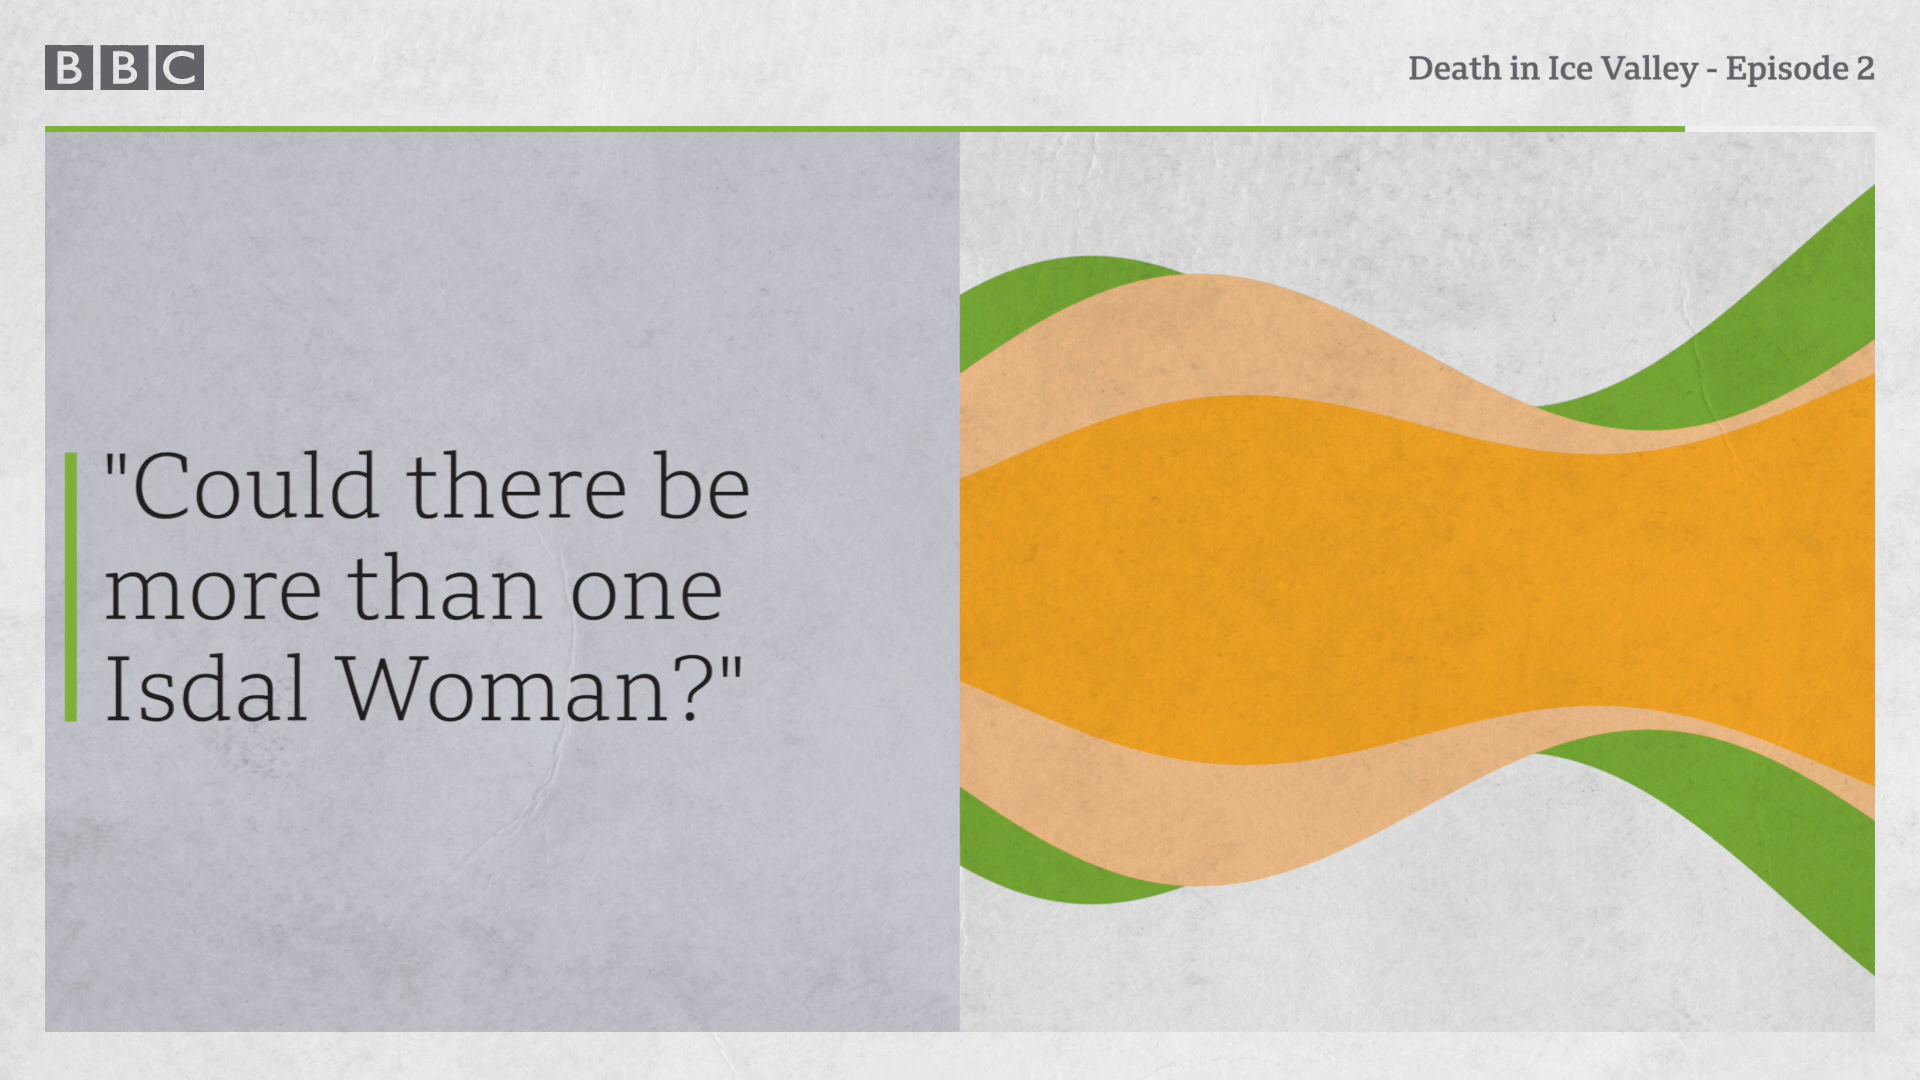 BBC
Death in Ice Valley - Episode 2
"Could there be
more than one
Isdal Woman?"